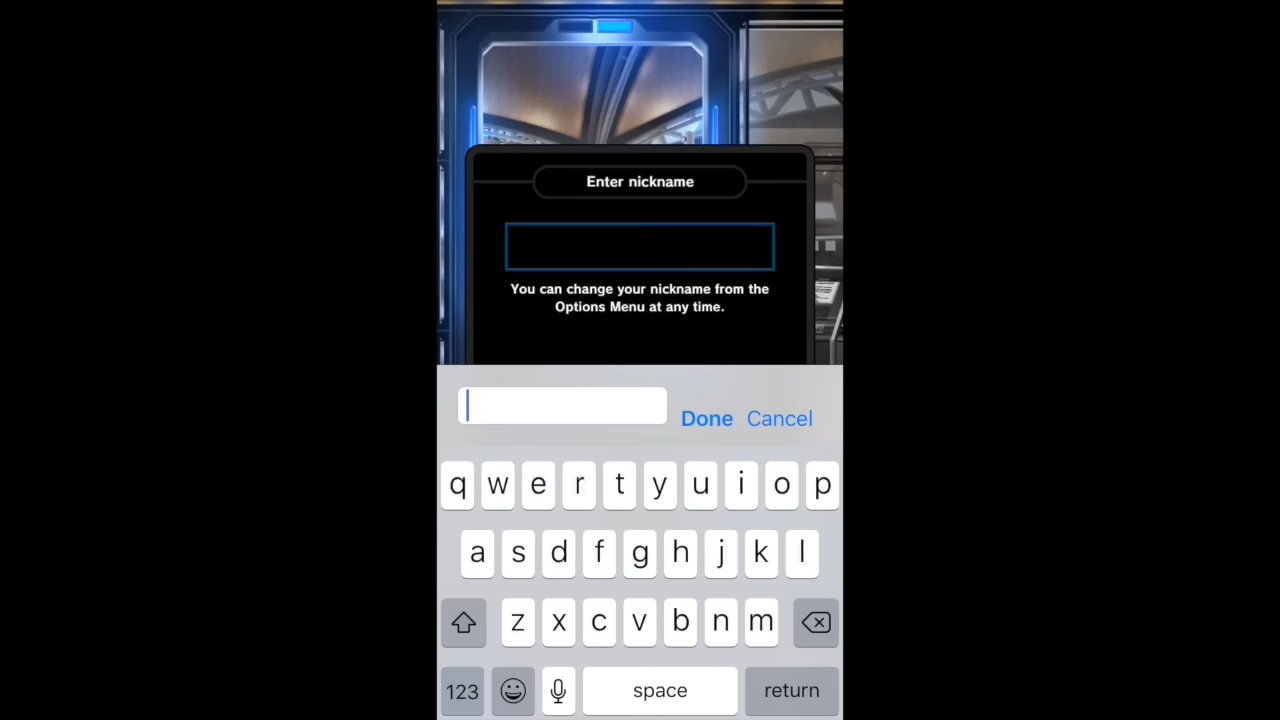 Enter nickname
You can change your nickname from the
Options Menu at any time.
Done Cancel
q w e r t y u i o p
a s d f g h j k l
z x c v b n m
123 space return